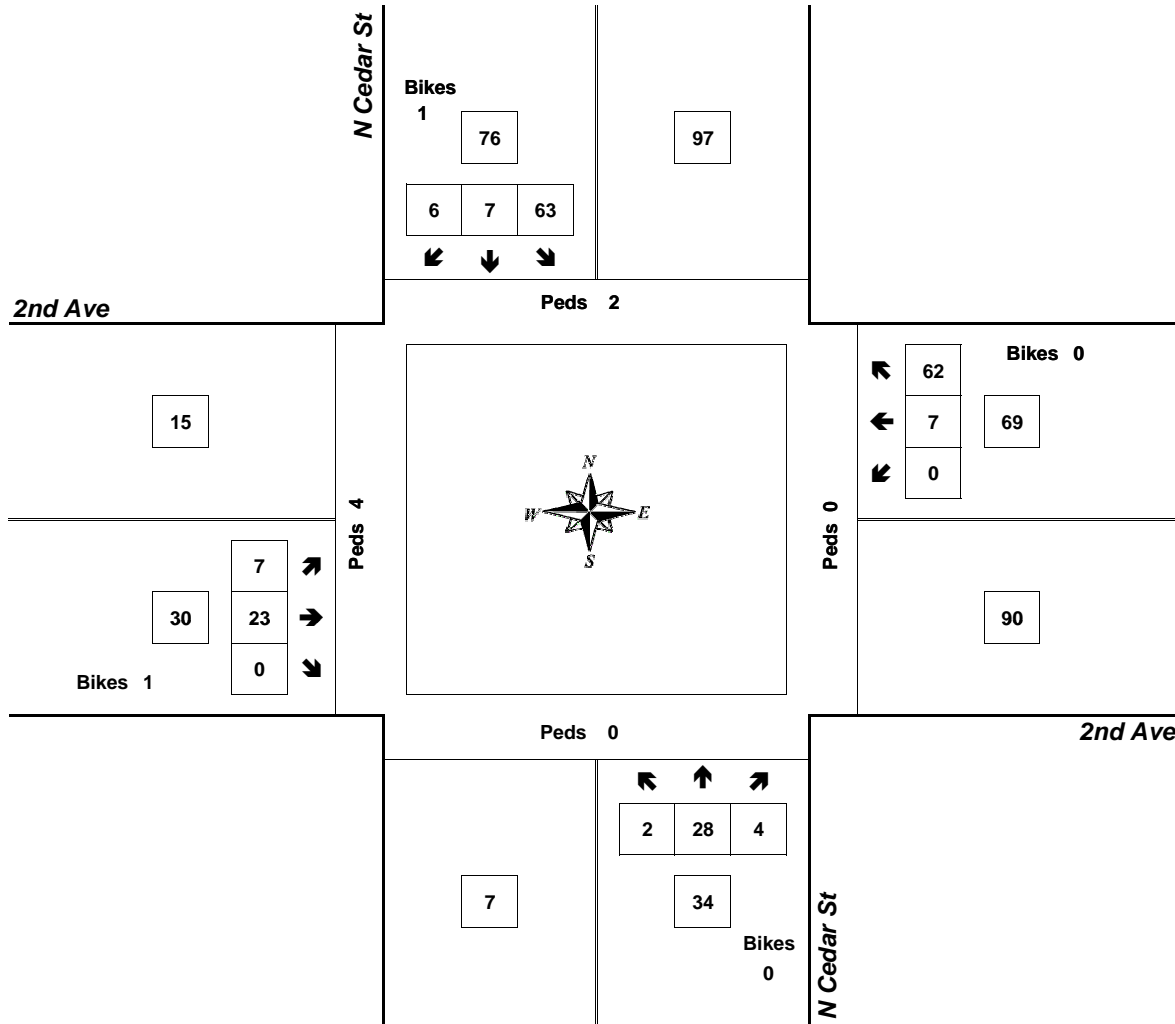 N Cedar St
Bikes
1
76
97
6 7 63
Peds 2
2nd Ave
Bikes 0
62
7
0
69
15
N
W E
S
Peds 4
Peds 0
7
23
0
30
90
Bikes 1
Peds 0
2nd Ave
2 28 4
7
34
Bikes
0
N Cedar St